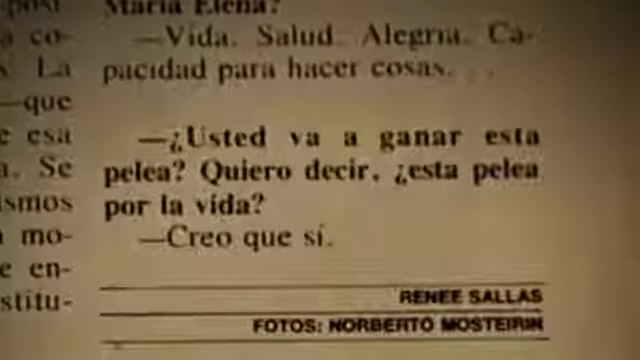 María Elena?
—Vida. Salud. Alegría. Ca-
pacidad para hacer cosas. . .
—¿Usted va a ganar esta
pelea? Quiero decir, ¿esta pelea
por la vida?
—Creo que sí.
RENEE SALLAS
FOTOS: NORBERTO MOSTEIRIN
a co-
s. La
—que
e esa
a. Se
ismos
a mo-
e en-
stitu-